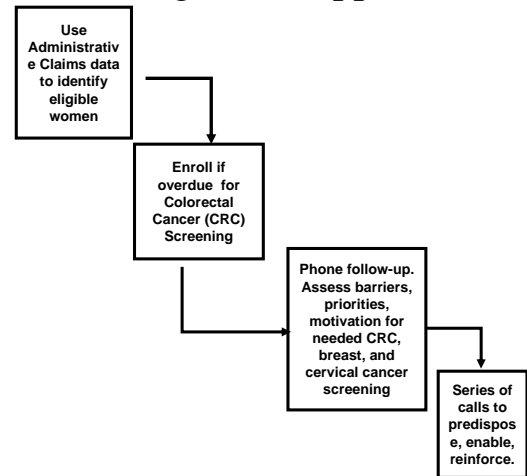 Use
Administrativ
e Claims data
to identify
eligible
women
Enroll if
overdue for
Colorectal
Cancer (CRC)
Screening
Phone follow-up.
Assess barriers,
priorities,
motivation for
needed CRC,
breast, and
cervical cancer
screening
Series of
calls to
predispos
e, enable,
reinforce.